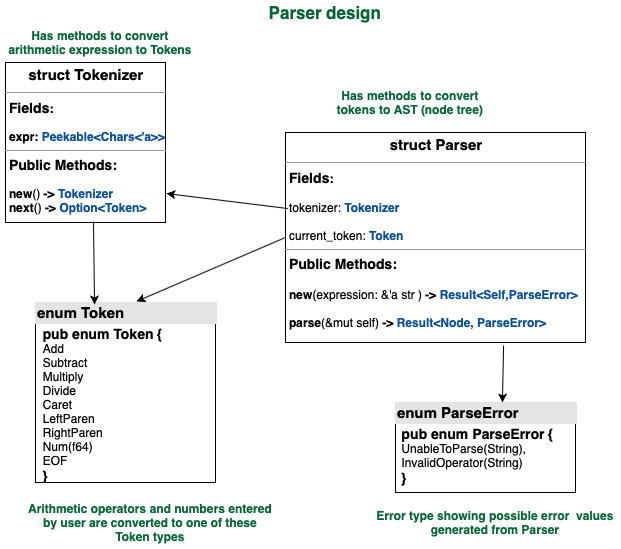 Parser design
Has methods to convert
arithmetic expression to Tokens
struct Tokenizer
Fields:
expr: Peekable<Chars<'a>>
Public Methods:
new() -> Tokenizer
next() -> Option<Token>
Has methods to convert
tokens to AST (node tree)
struct Parser
Fields:
tokenizer: Tokenizer
current_token: Token
Public Methods:
new(expression: &'a str ) -> Result<Self,ParseError>
parse(&mut self) -> Result<Node, ParseError>
enum Token
pub enum Token {
Add
Subtract
Multiply
Divide
Caret
LeftParen
RightParen
Num(f64)
EOF
}
Arithmetic operators and numbers entered
by user are converted to one of these
Token types
enum ParseError
pub enum ParseError {
UnableToParse(String),
InvalidOperator(String)
}
Error type showing possible error values
generated from Parser